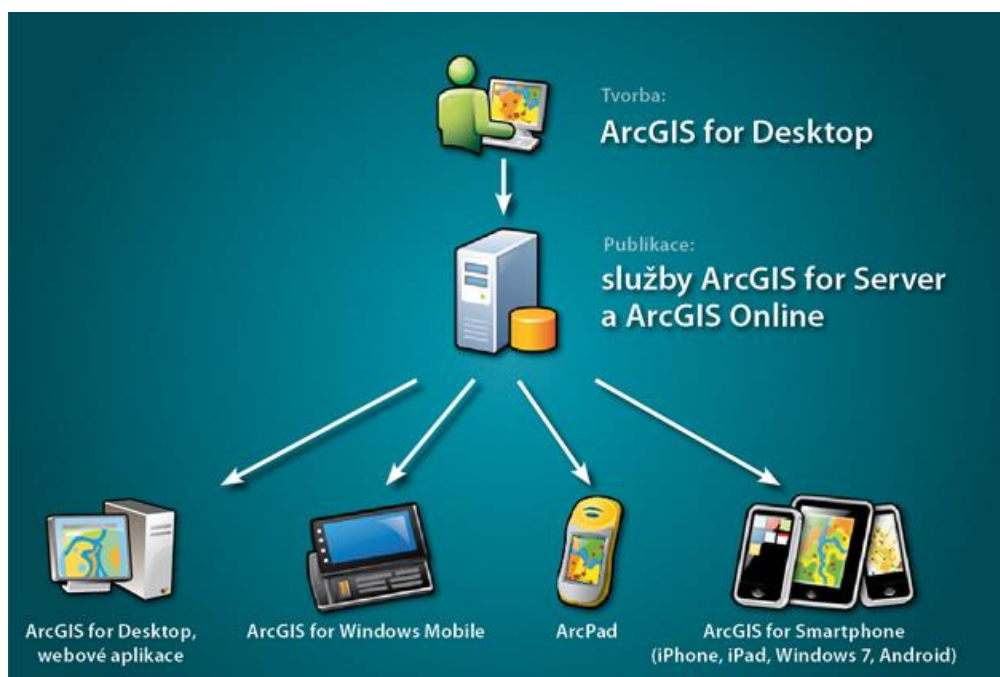 Tvorba:
ArcGIS for Desktop
Publikace:
služby ArcGIS for Server
a ArcGIS Online
ArcGIS for Desktop,
webové aplikace
ArcGIS for Windows Mobile
ArcPad
ArcGIS for Smartphone
(iPhone, iPad, Windows 7, Android)